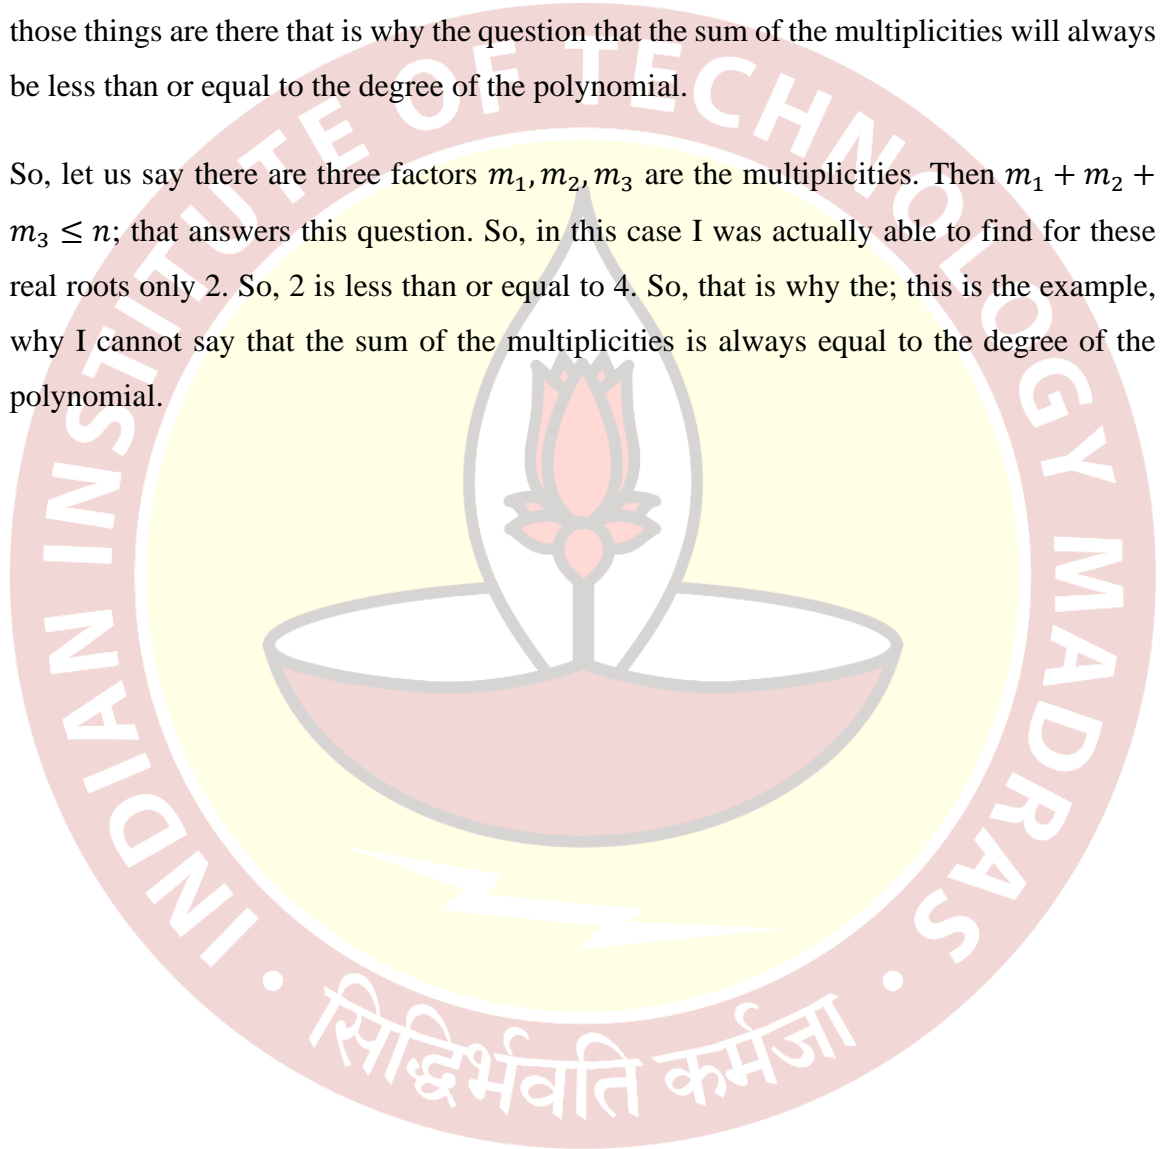 those things are there that is why the question that the sum of the multiplicities will always
be less than or equal to the degree of the polynomial.
So, let us say there are three factors 𝑚₁, 𝑚₂, 𝑚₃ are the multiplicities. Then 𝑚₁ + 𝑚₂ +
𝑚₃ ≤ 𝑛; that answers this question. So, in this case I was actually able to find for these
real roots only 2. So, 2 is less than or equal to 4. So, that is why the; this is the example,
why I cannot say that the sum of the multiplicities is always equal to the degree of the
polynomial.
INDIAN INSTITUTE OF TECHNOLOGY MADRAS
सिद्धिर्भवति कर्मजा